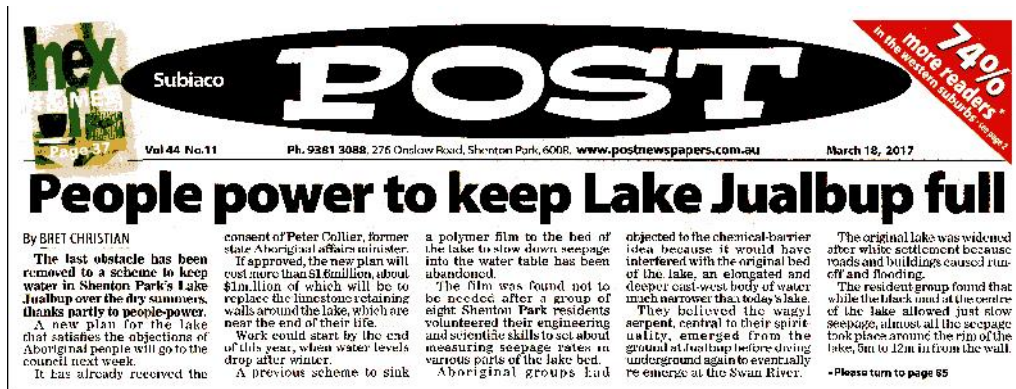 nex
HOMES
Page 37
Subiaco
POST
74%
more readers*
in the western suburbs - see page 2
Vol 44 No.11
Ph. 9381 3088, 276 Onslow Road, Shenton Park, 6008. www.postnewspapers.com.au
March 18, 2017
People power to keep Lake Jualbup full
By BRET CHRISTIAN
The last obstacle has been
removed to a scheme to keep
water in Shenton Park's Lake
Jualbup over the dry summers,
thanks partly to people-power.
A new plan for the lake
that satisfies the objections of
Aboriginal people will go to the
council next week.
It has already received the
consent of Peter Collier, former
state Aboriginal affairs minister.
If approved, the new plan will
cost more than $1.6million, about
$1million of which will be to
replace the limestone retaining
walls around the lake, which are
near the end of their life.
Work could start by the end
of this year, when water levels
drop after winter.
A previous scheme to sink
a polymer film to the bed of
the lake to slow down seepage
into the water table has been
abandoned.
The film was found not to
be needed after a group of
eight Shenton Park residents
volunteered their engineering
and scientific skills to set about
measuring seepage rates in
various parts of the lake bed.
Aboriginal groups had
objected to the chemical-barrier
idea because it would have
interfered with the original bed
of the lake, an elongated and
deeper east-west body of water
much narrower than today's lake.
They believed the wagyl
serpent, central to their spirit-
uality, emerged from the
ground at Jualbup before diving
underground again to eventually
re emerge at the Swan River.
The original lake was widened
after white settlement because
roads and buildings caused run-
off and flooding.
The resident group found that
while the black mud at the centre
of the lake allowed just slow
seepage, almost all the seepage
took place around the rim of the
lake, 5m to 12m in from the wall.
• Please turn to page 85